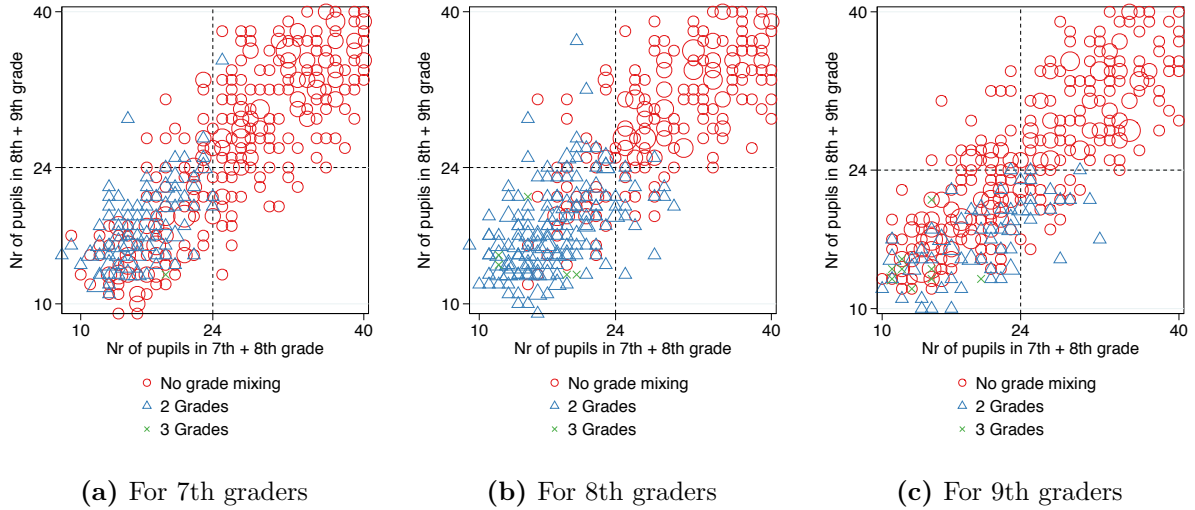 40
24
10
Nr of pupils in 8th + 9th grade
10 24 40
Nr of pupils in 7th + 8th grade
No grade mixing
2 Grades
3 Grades
(a) For 7th graders
40
24
10
Nr of pupils in 8th + 9th grade
10 24 40
Nr of pupils in 7th + 8th grade
No grade mixing
2 Grades
3 Grades
(b) For 8th graders
40
24
10
Nr of pupils in 8th + 9th grade
10 24 40
Nr of pupils in 7th + 8th grade
No grade mixing
2 Grades
3 Grades
(c) For 9th graders